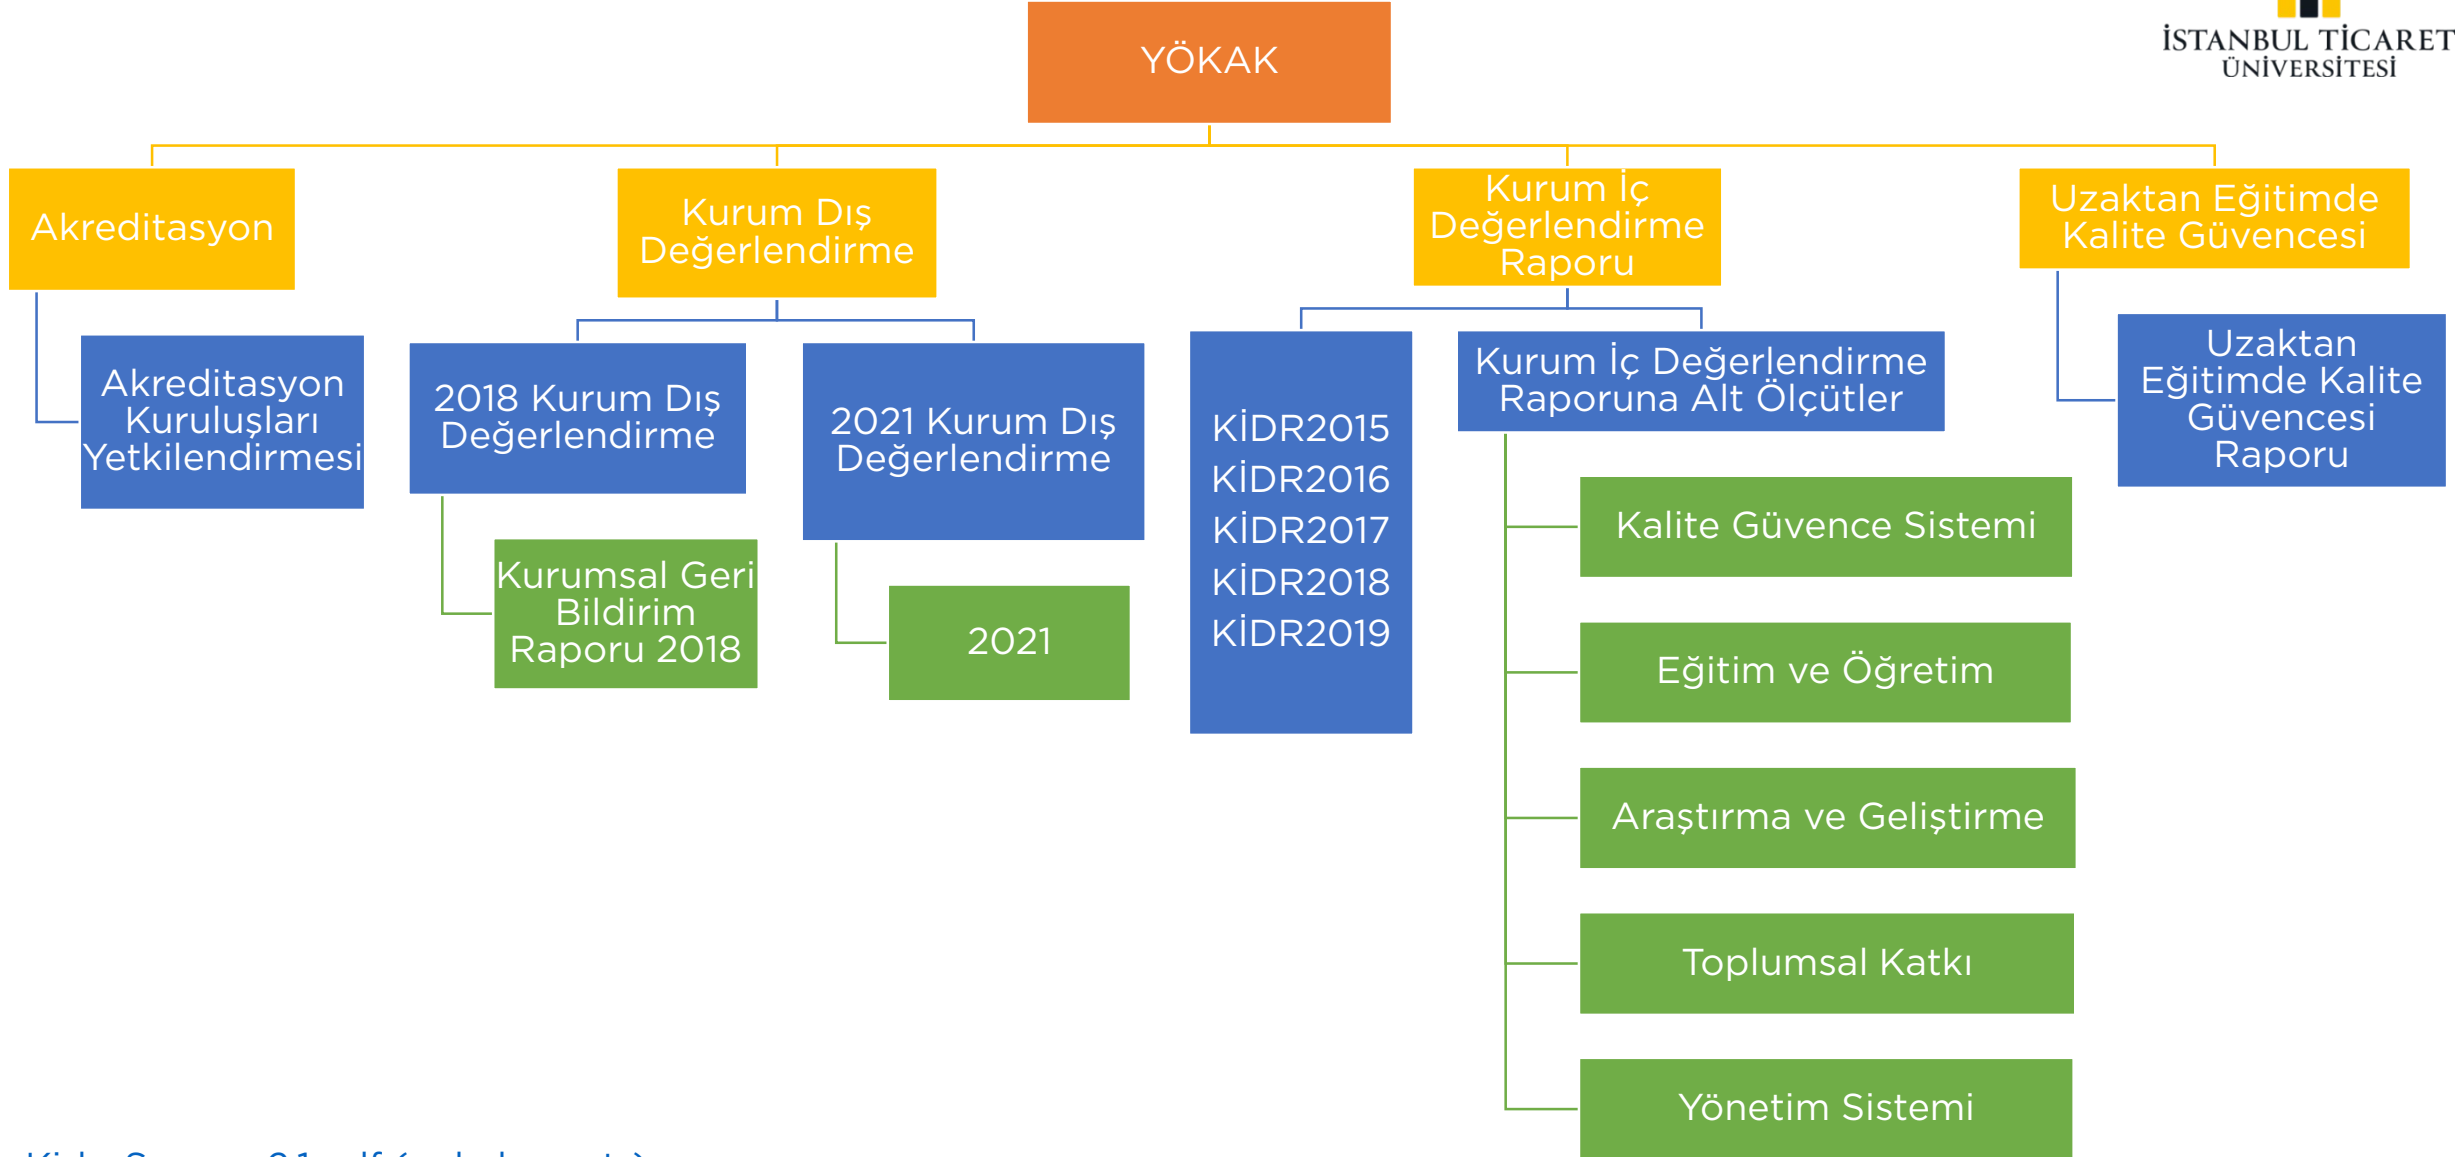 İSTANBUL TİCARET
ÜNİVERSİTESİ
YÖKAK
Akreditasyon
Kurum Dış
Değerlendirme
Kurum İç
Değerlendirme
Raporu
Uzaktan Eğitimde
Kalite Güvencesi
Akreditasyon
Kuruluşları
Yetkilendirmesi
2018 Kurum Dış
Değerlendirme
2021 Kurum Dış
Değerlendirme
KİDR2015
KİDR2016
KİDR2017
KİDR2018
KİDR2019
Kurum İç Değerlendirme
Raporuna Alt Ölçütler
Uzaktan
Eğitimde Kalite
Güvencesi
Raporu
Kurumsal Geri
Bildirim
Raporu 2018
2021
Kalite Güvence Sistemi
Eğitim ve Öğretim
Araştırma ve Geliştirme
Toplumsal Katkı
Yönetim Sistemi